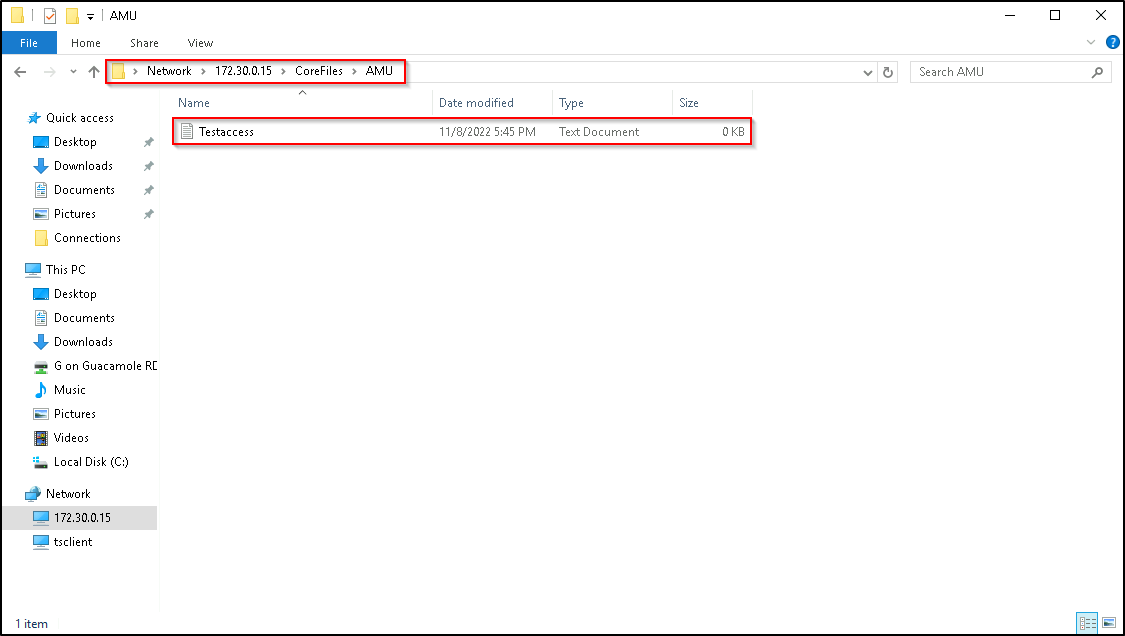 AMU
File Home Share View
Network 172.30.0.15 CoreFiles AMU
Search AMU
Name Date modified Type Size
Testaccess 11/8/2022 5:45 PM Text Document 0 KB
Quick access
Desktop
Downloads
Documents
Pictures
Connections
This PC
Desktop
Documents
Downloads
G on Guacamole RD
Music
Pictures
Videos
Local Disk (C:)
Network
172.30.0.15
tsclient
1 item